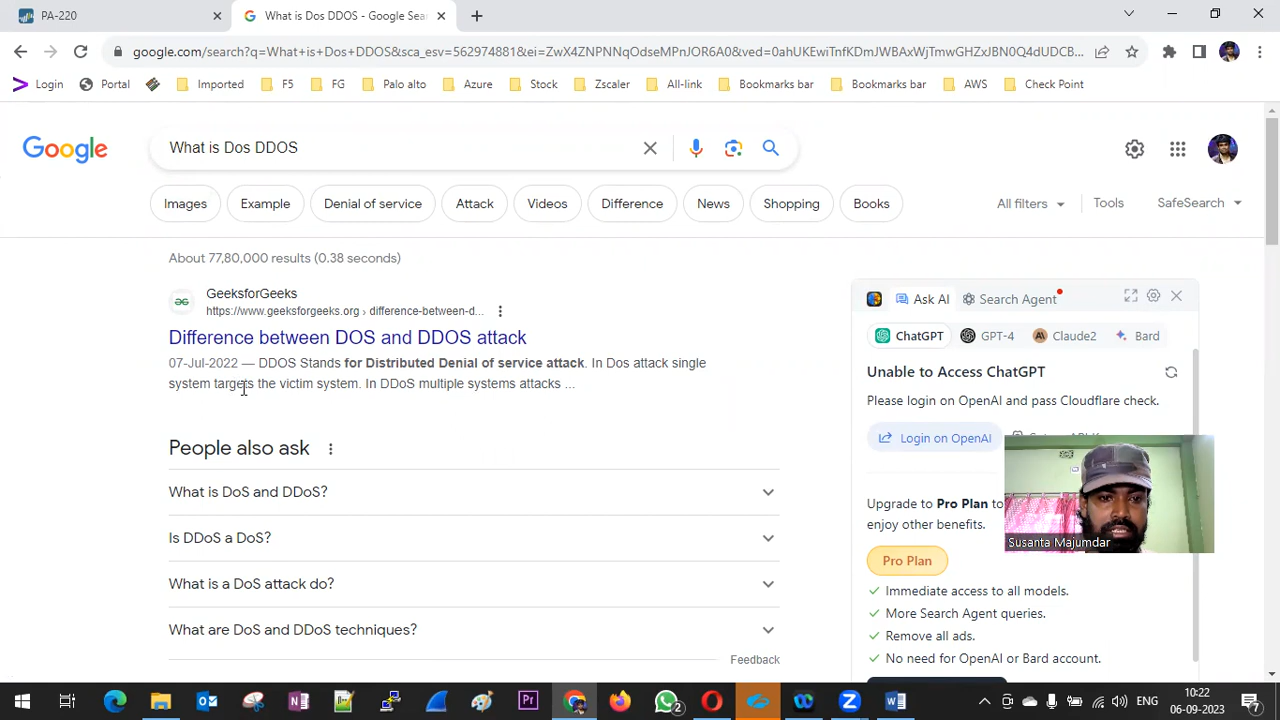 PA-220
What is Dos DDOS - Google Sea
google.com/search?q=What+is+Dos+DDOS&sca_esv=562974881&ei=ZwX4ZNPNNqOdseMPnJOR6A0&ved=0ahUKEwiTnfKDmJWBAxWjTmwGHZxJBN0Q4dUDCB...
Login
Portal
Imported
F5
FG
Palo alto
Azure
Stock
Zscaler
All-link
Bookmarks bar
Bookmarks bar
AWS
Check Point
Google
What is Dos DDOS
Images
Example
Denial of service
Attack
Videos
Difference
News
Shopping
Books
All filters
Tools
SafeSearch
About 77,80,000 results (0.38 seconds)
GeeksforGeeks
https://www.geeksforgeeks.org › difference-between-d...
Difference between DOS and DDOS attack
07-Jul-2022 — DDOS Stands for Distributed Denial of service attack. In Dos attack single
system targets the victim system. In DDoS multiple systems attacks ...
People also ask
What is DoS and DDoS?
Is DDoS a DoS?
What is a DoS attack do?
What are DoS and DDoS techniques?
Feedback
Ask AI
Search Agent
ChatGPT
GPT-4
Claude2
Bard
Unable to Access ChatGPT
Please login on OpenAI and pass Cloudflare check.
Login on OpenAI
Upgrade to Pro Plan to
enjoy other benefits.
Susanta Majumdar
Pro Plan
Immediate access to all models.
More Search Agent queries.
Remove all ads.
No need for OpenAI or Bard account.
2
ENG
10:22
06-09-2023
7